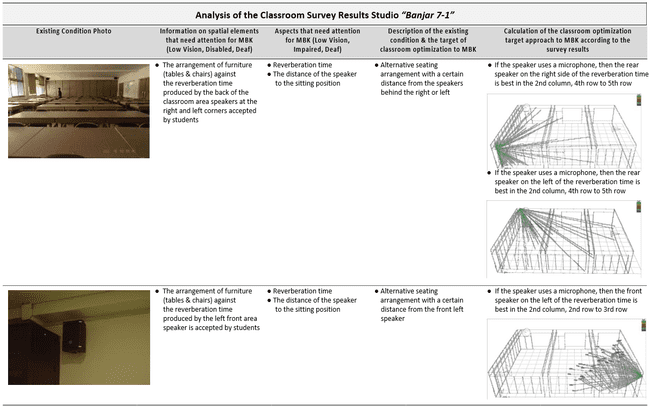 Analysis of the Classroom Survey Results Studio "Banjar 7-1"
Existing Condition Photo
Information on spatial elements
that need attention for MBK
(Low Vision, Disabled, Deaf)
Aspects that need attention
for MBK (Low Vision,
Impaired, Deaf)
Description of the existing
condition & the target of
classroom optimization to MBK
Calculation of the classroom optimization
target approach to MBK according to the
survey results
● The arrangement of furniture
(tables & chairs) against
the reverberation time
produced by the back of the
classroom area speakers at the
right and left corners accepted
by students
● Reverberation time
● The distance of the speaker
to the sitting position
● Alternative seating
arrangement with a certain
distance from the speakers
behind the right or left
● If the speaker uses a microphone, then the rear
speaker on the right side of the reverberation time
is best in the 2nd column, 4th row to 5th row
● If the speaker uses a microphone, then the rear
speaker on the left of the reverberation time is
best in the 2nd column, 4th row to 5th row
● The arrangement of furniture
(tables & chairs) against
the reverberation time
produced by the left front area
speaker is accepted by students
● Reverberation time
● The distance of the speaker
to the sitting position
● Alternative seating
arrangement with a certain
distance from the front left
speaker
● If the speaker uses a microphone, then the front
speaker on the left of the reverberation time is
best in the 2nd column, 2nd row to 3rd row